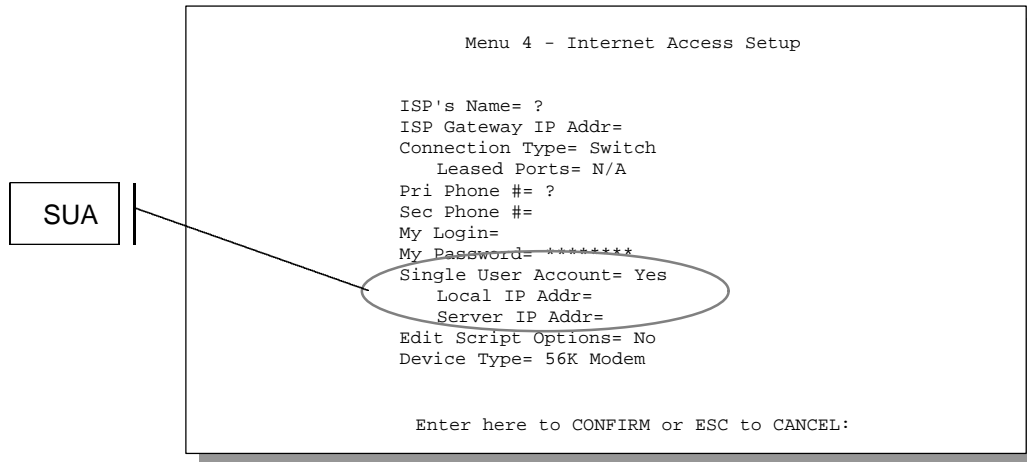 Menu 4 - Internet Access Setup
ISP's Name= ?
ISP Gateway IP Addr=
Connection Type= Switch
Leased Ports= N/A
Pri Phone #= ?
Sec Phone #=
My Login=
My Password= ********
Single User Account= Yes
Local IP Addr=
Server IP Addr=
Edit Script Options= No
Device Type= 56K Modem
Enter here to CONFIRM or ESC to CANCEL:
SUA